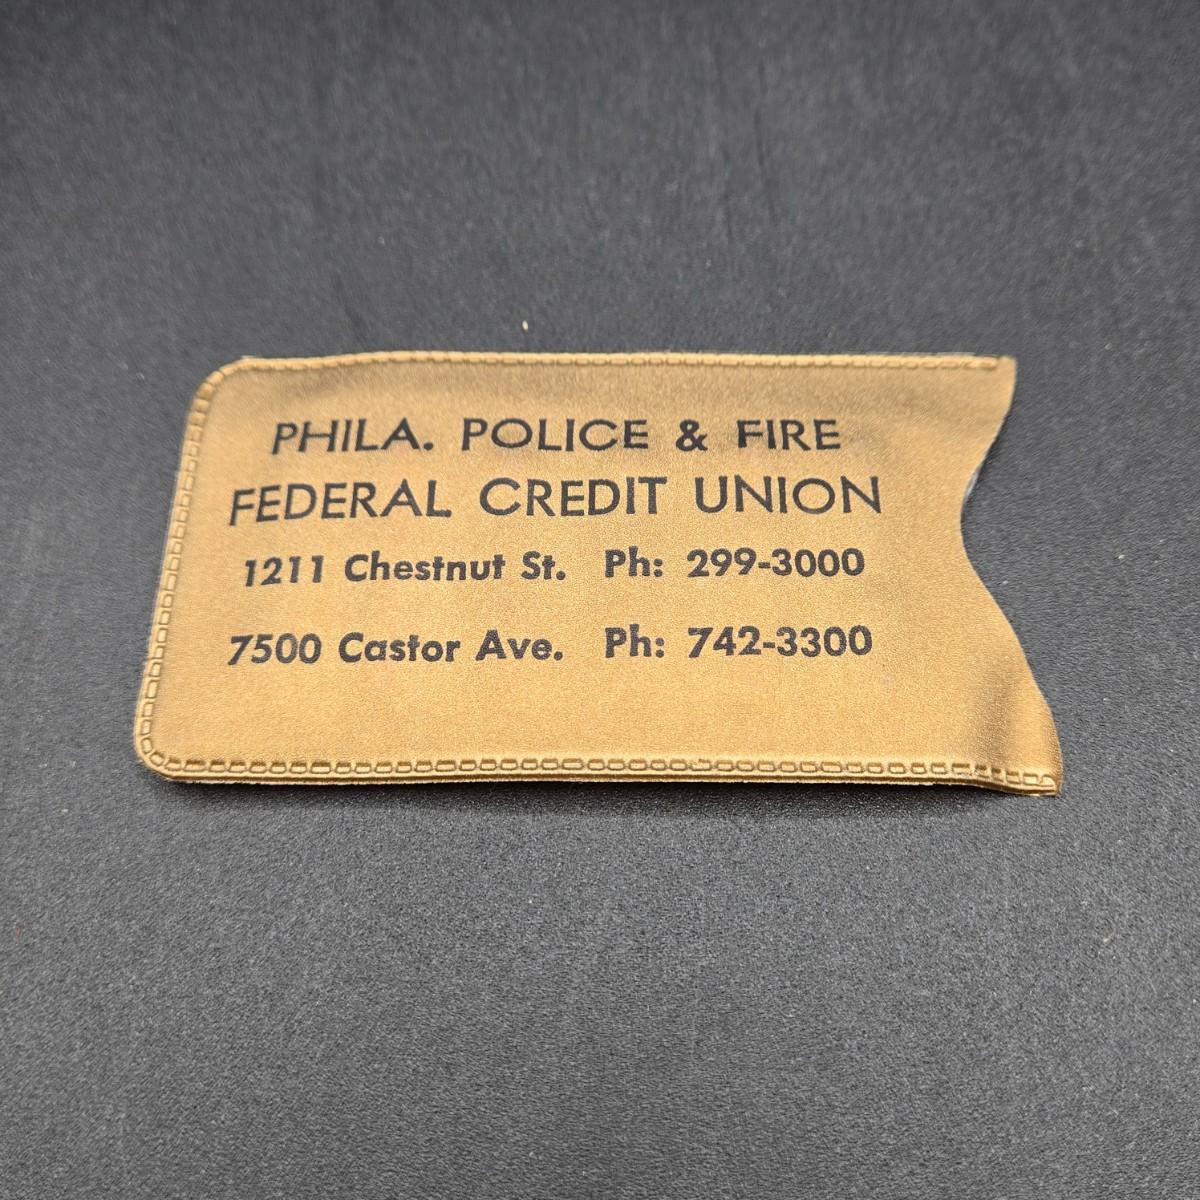 PHILA. POLICE & FIRE
FEDERAL CREDIT UNION
1211 Chestnut St. Ph: 299-3000
7500 Castor Ave. Ph: 742-3300